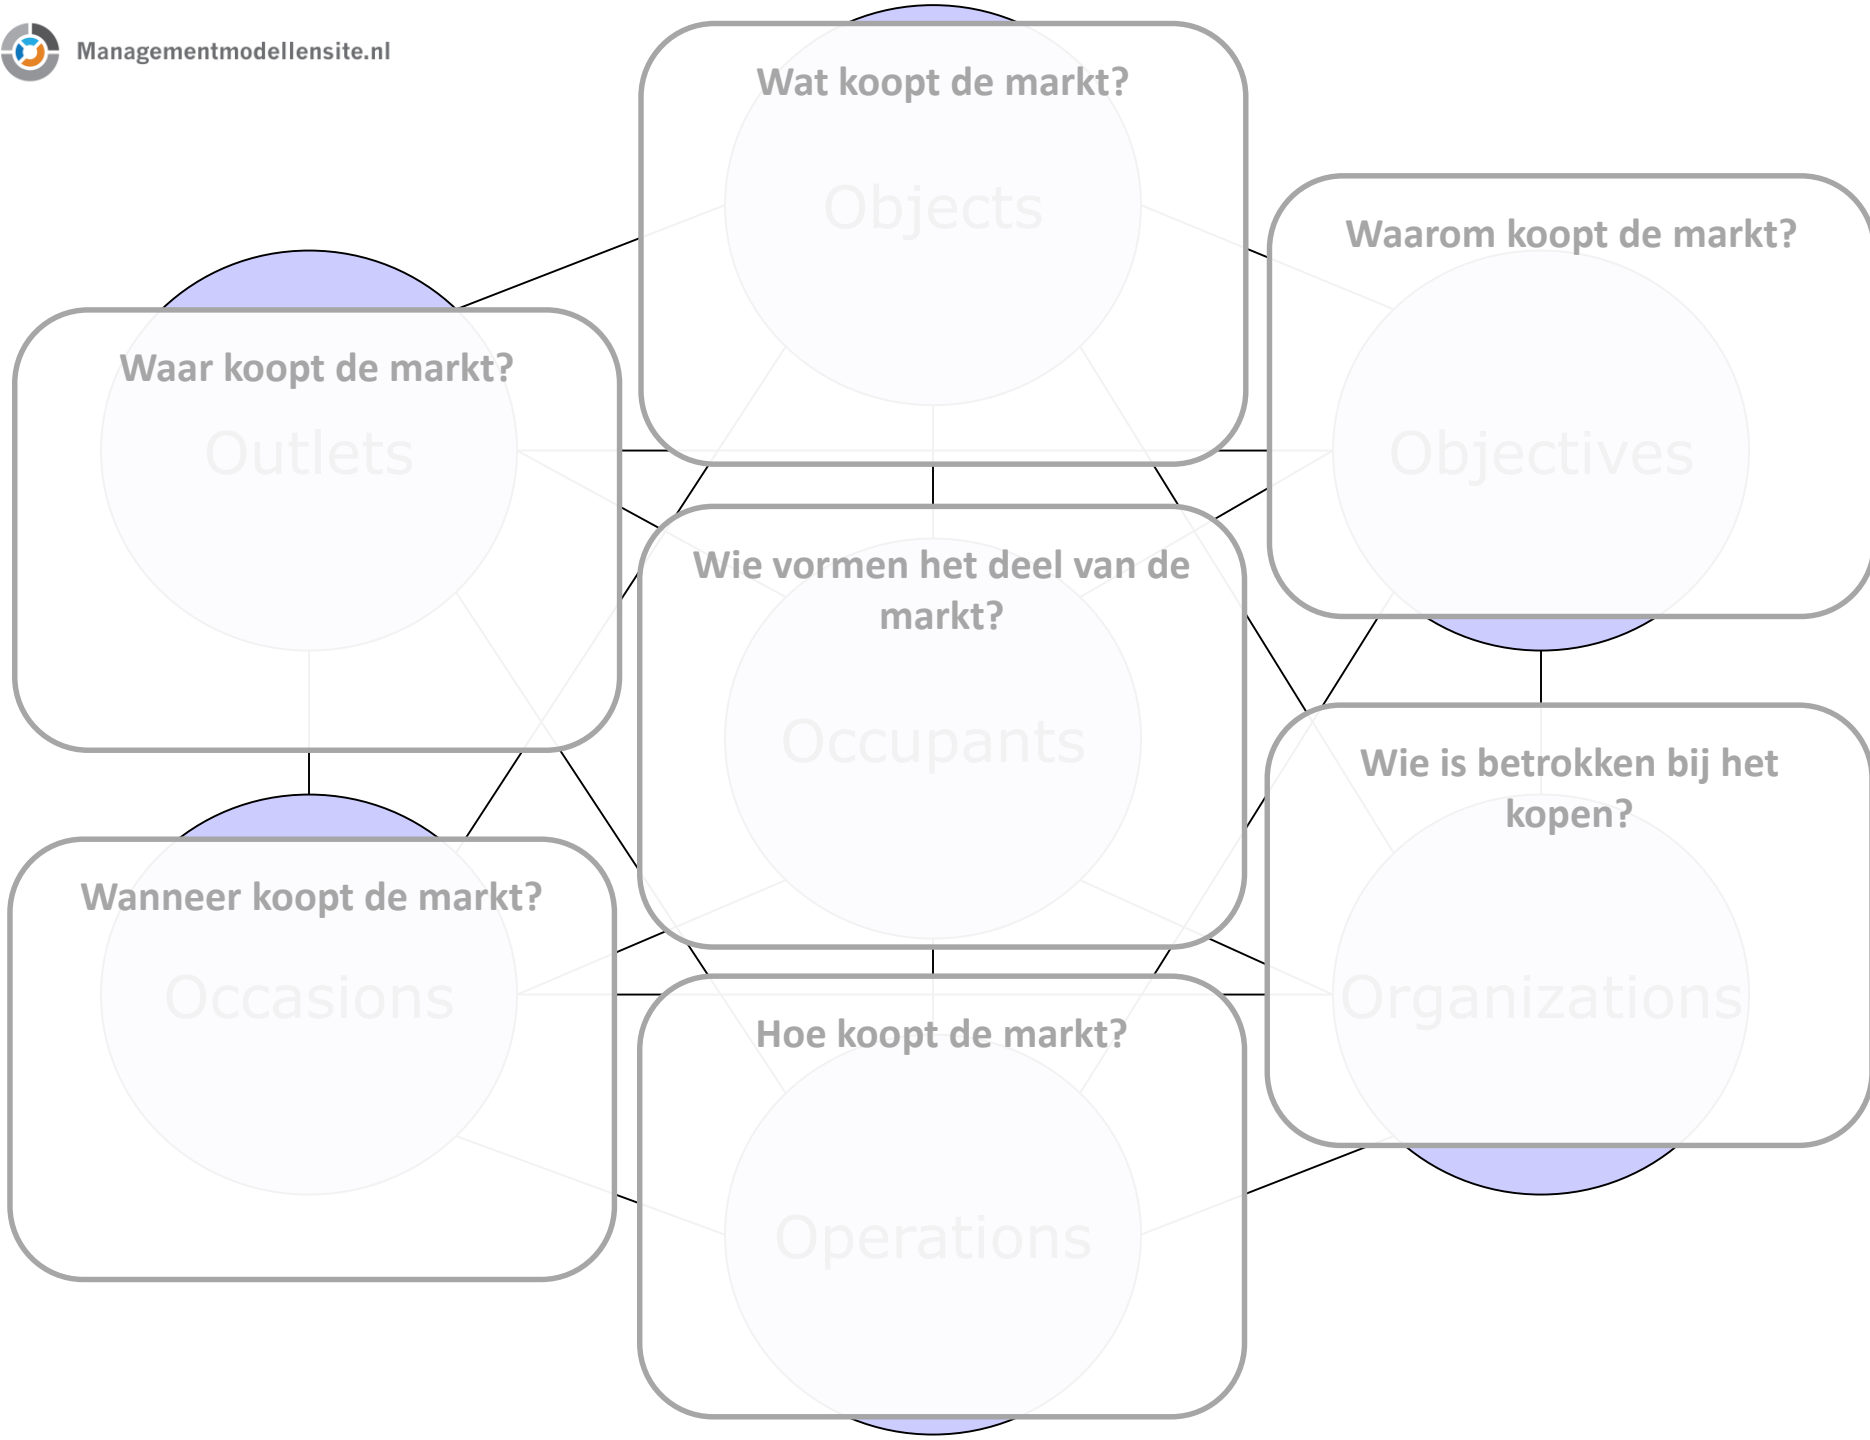 Managementmodellensite.nl
Wat koopt de markt?
Objects
Waarom koopt de markt?
Objectives
Waar koopt de markt?
Outlets
Wie vormen het deel van de
markt?
Occupants
Wie is betrokken bij het
kopen?
Organizations
Wanneer koopt de markt?
Occasions
Hoe koopt de markt?
Operations